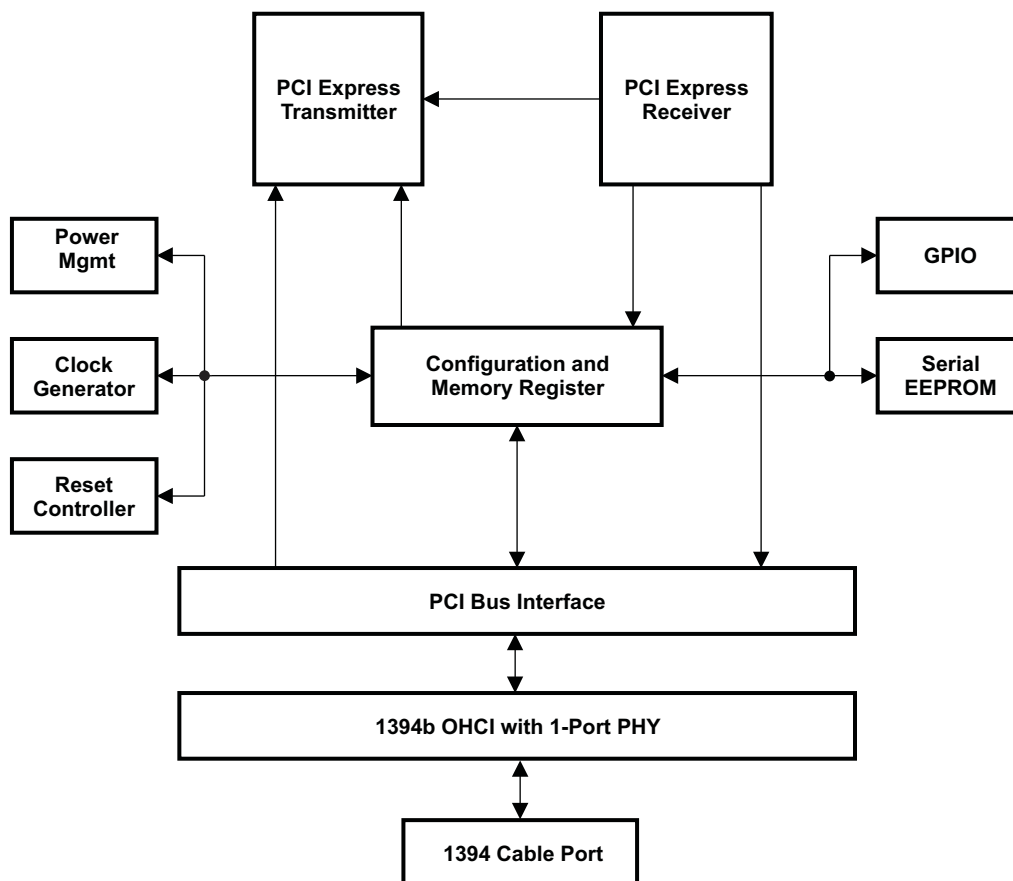 PCI Express
Transmitter
PCI Express
Receiver
Power
Mgmt
GPIO
Clock
Generator
Configuration and
Memory Register
Serial
EEPROM
Reset
Controller
PCI Bus Interface
1394b OHCI with 1-Port PHY
1394 Cable Port